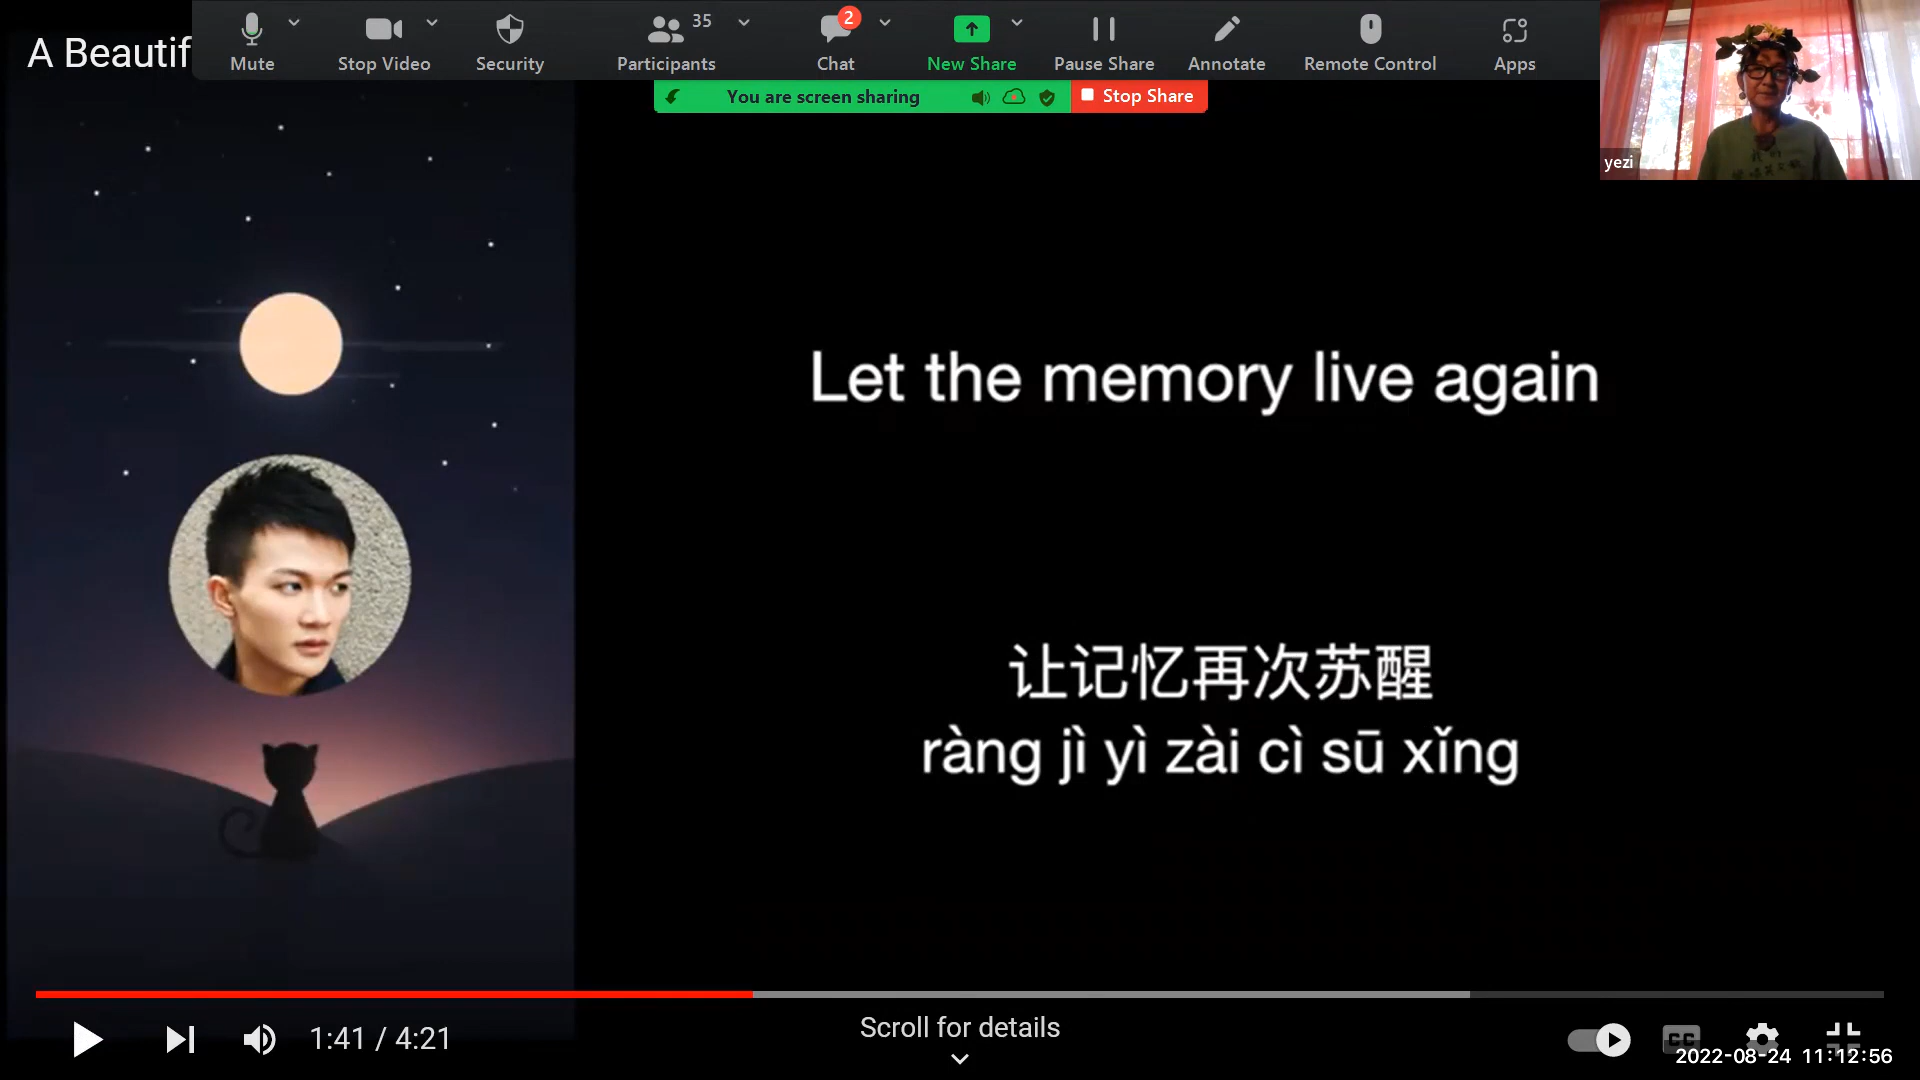 A Beautif
Mute
Stop Video
Security
Participants
35
Chat
2
New Share
Pause Share
Annotate
Remote Control
Apps
You are screen sharing
Stop Share
yezi
Let the memory live again
让记忆再次苏醒
ràng jì yì zài cì sū xǐng
1:41 / 4:21
Scroll for details
CC
2022-08-24 11:12:56